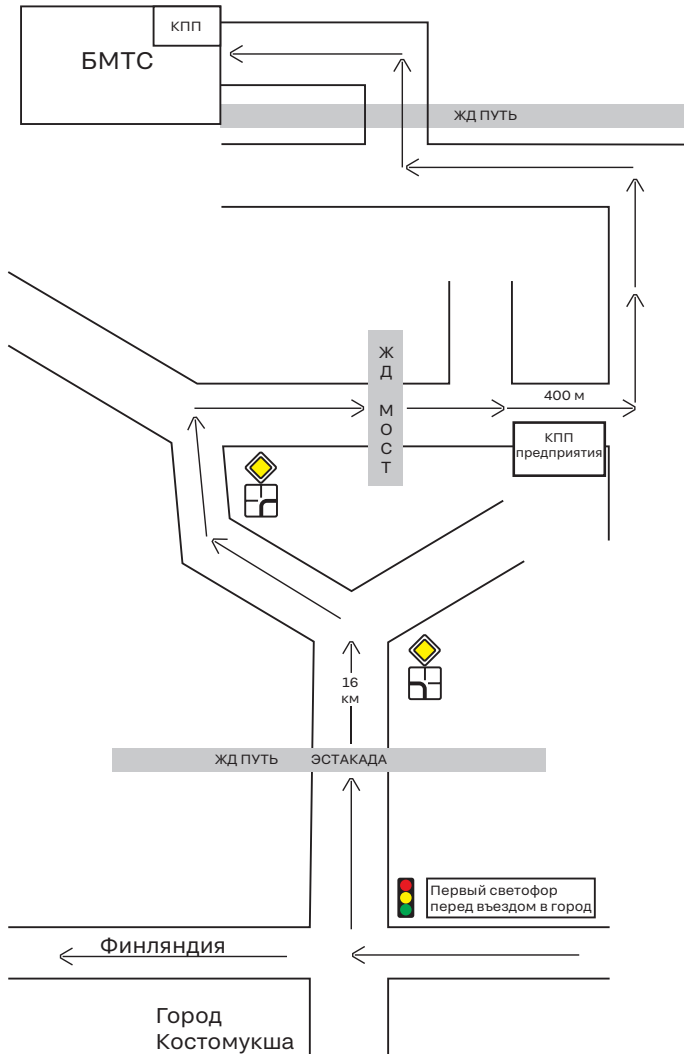 КПП
БМТС
ЖД ПУТЬ
Ж
Д
М
О
С
Т
400 м
КПП
предприятия
16
км
ЖД ПУТЬ ЭСТАКАДА
Первый светофор
перед въездом в город
Финляндия
Город
Костомукша